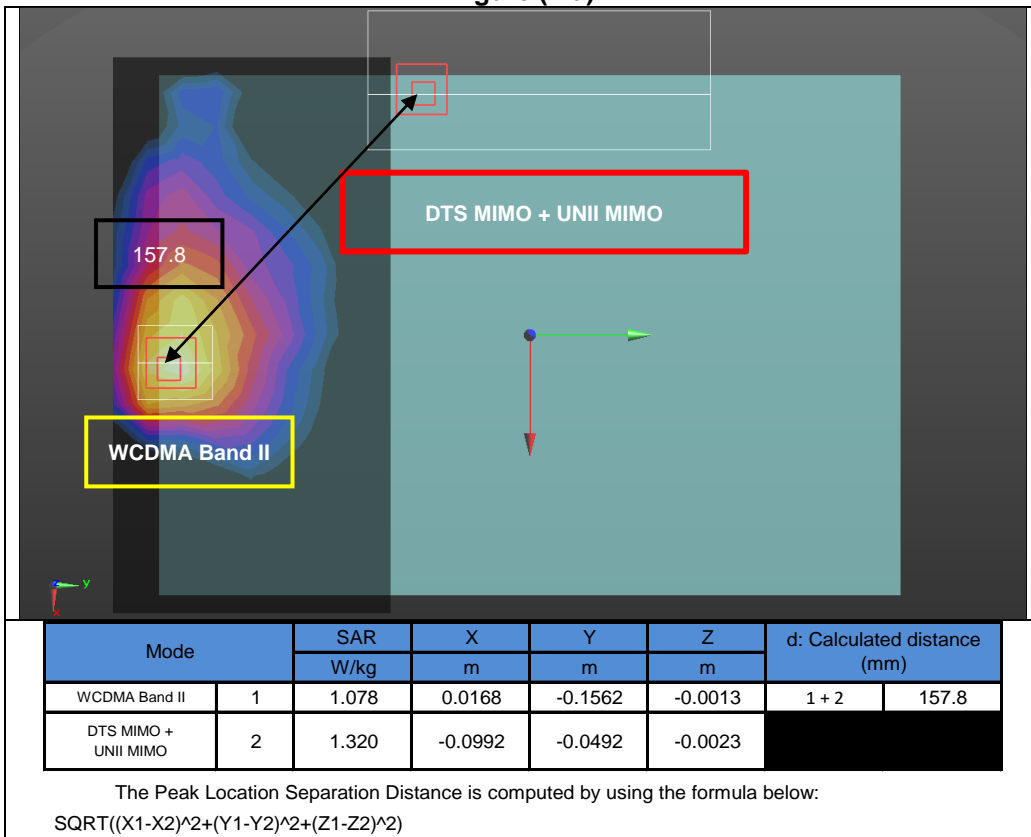 DTS MIMO + UNII MIMO
157.8
WCDMA Band II
y
x
Mode SAR X Y Z d: Calculated distance (mm)
W/kg m m m
WCDMA Band II 1 1.078 0.0168 -0.1562 -0.0013 1 + 2 157.8
DTS MIMO +
UNII MIMO 2 1.320 -0.0992 -0.0492 -0.0023
The Peak Location Separation Distance is computed by using the formula below:
SQRT((X1-X2)^2+(Y1-Y2)^2+(Z1-Z2)^2)